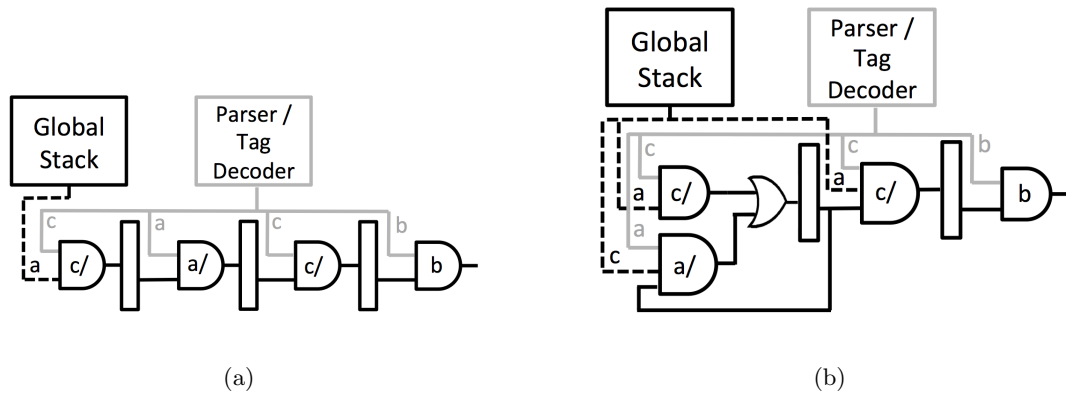 Global
Stack
Parser /
Tag
Decoder
c
a
c
b
a
c/
a/
c/
b
(a)
Global
Stack
Parser /
Tag
Decoder
c
c
b
a
c/
a
c/
b
a
c
a/
(b)